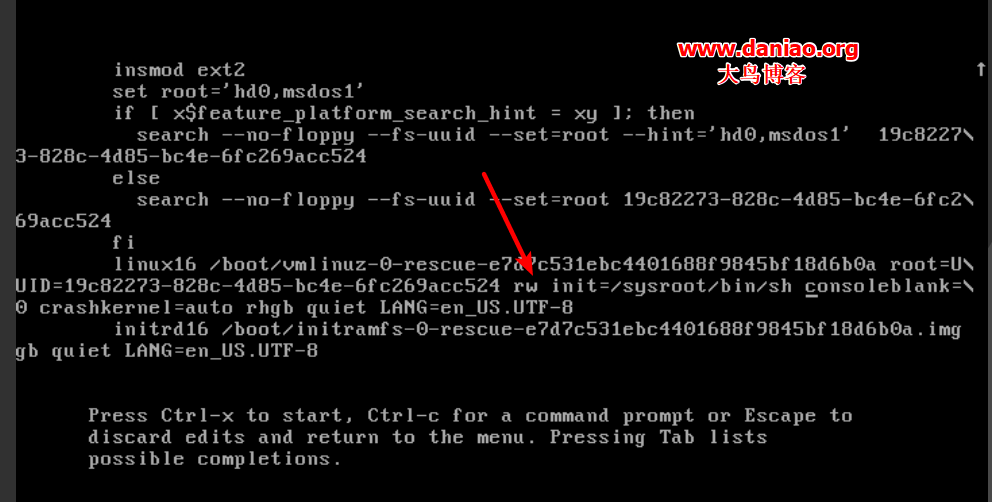 www.daniao.org
大鸟博客
insmod ext2
set root='hd0,msdos1'
if [ x$feature_platform_search_hint = xy ]; then
search --no-floppy --fs-uuid --set=root --hint='hd0,msdos1' 19c8227\
3-828c-4d85-bc4e-6fc269acc524
else
search --no-floppy --fs-uuid --set=root 19c82273-828c-4d85-bc4e-6fc2\
69acc524
fi
linux16 /boot/vmlinuz-0-rescue-e7d7c531ebc4401688f9845bf18d6b0a root=U\
UID=19c82273-828c-4d85-bc4e-6fc269acc524 rw init=/sysroot/bin/sh consoleblank=\
0 crashkernel=auto rhgb quiet LANG=en_US.UTF-8
initrd16 /boot/initramfs-0-rescue-e7d7c531ebc4401688f9845bf18d6b0a.img
gb quiet LANG=en_US.UTF-8
Press Ctrl-x to start, Ctrl-c for a command prompt or Escape to
discard edits and return to the menu. Pressing Tab lists
possible completions.